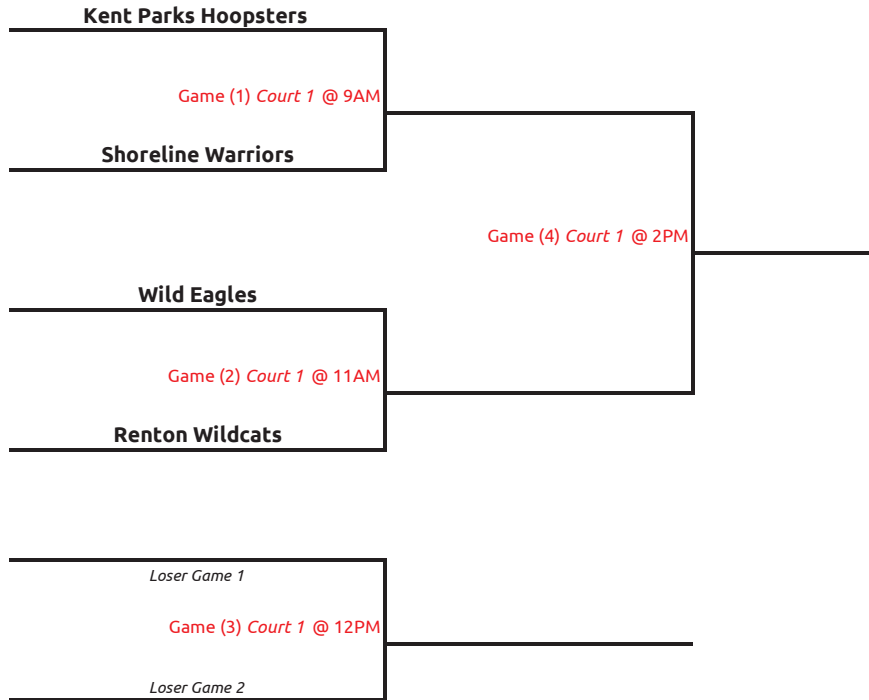 Kent Parks Hoopsters
Game (1) Court 1 @ 9AM
Shoreline Warriors
Game (4) Court 1 @ 2PM
Wild Eagles
Game (2) Court 1 @ 11AM
Renton Wildcats
Loser Game 1
Game (3) Court 1 @ 12PM
Loser Game 2